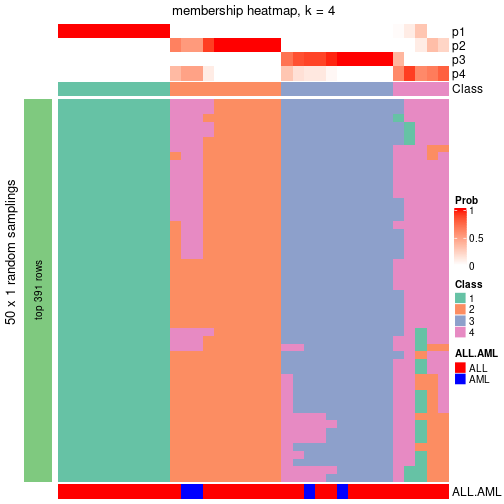 membership heatmap, k = 4
p1
p2
p3
p4
Class
50 x 1 random samplings
top 391 rows
Prob
1
0.5
0
Class
1
2
3
4
ALL.AML
ALL
AML
ALL.AML